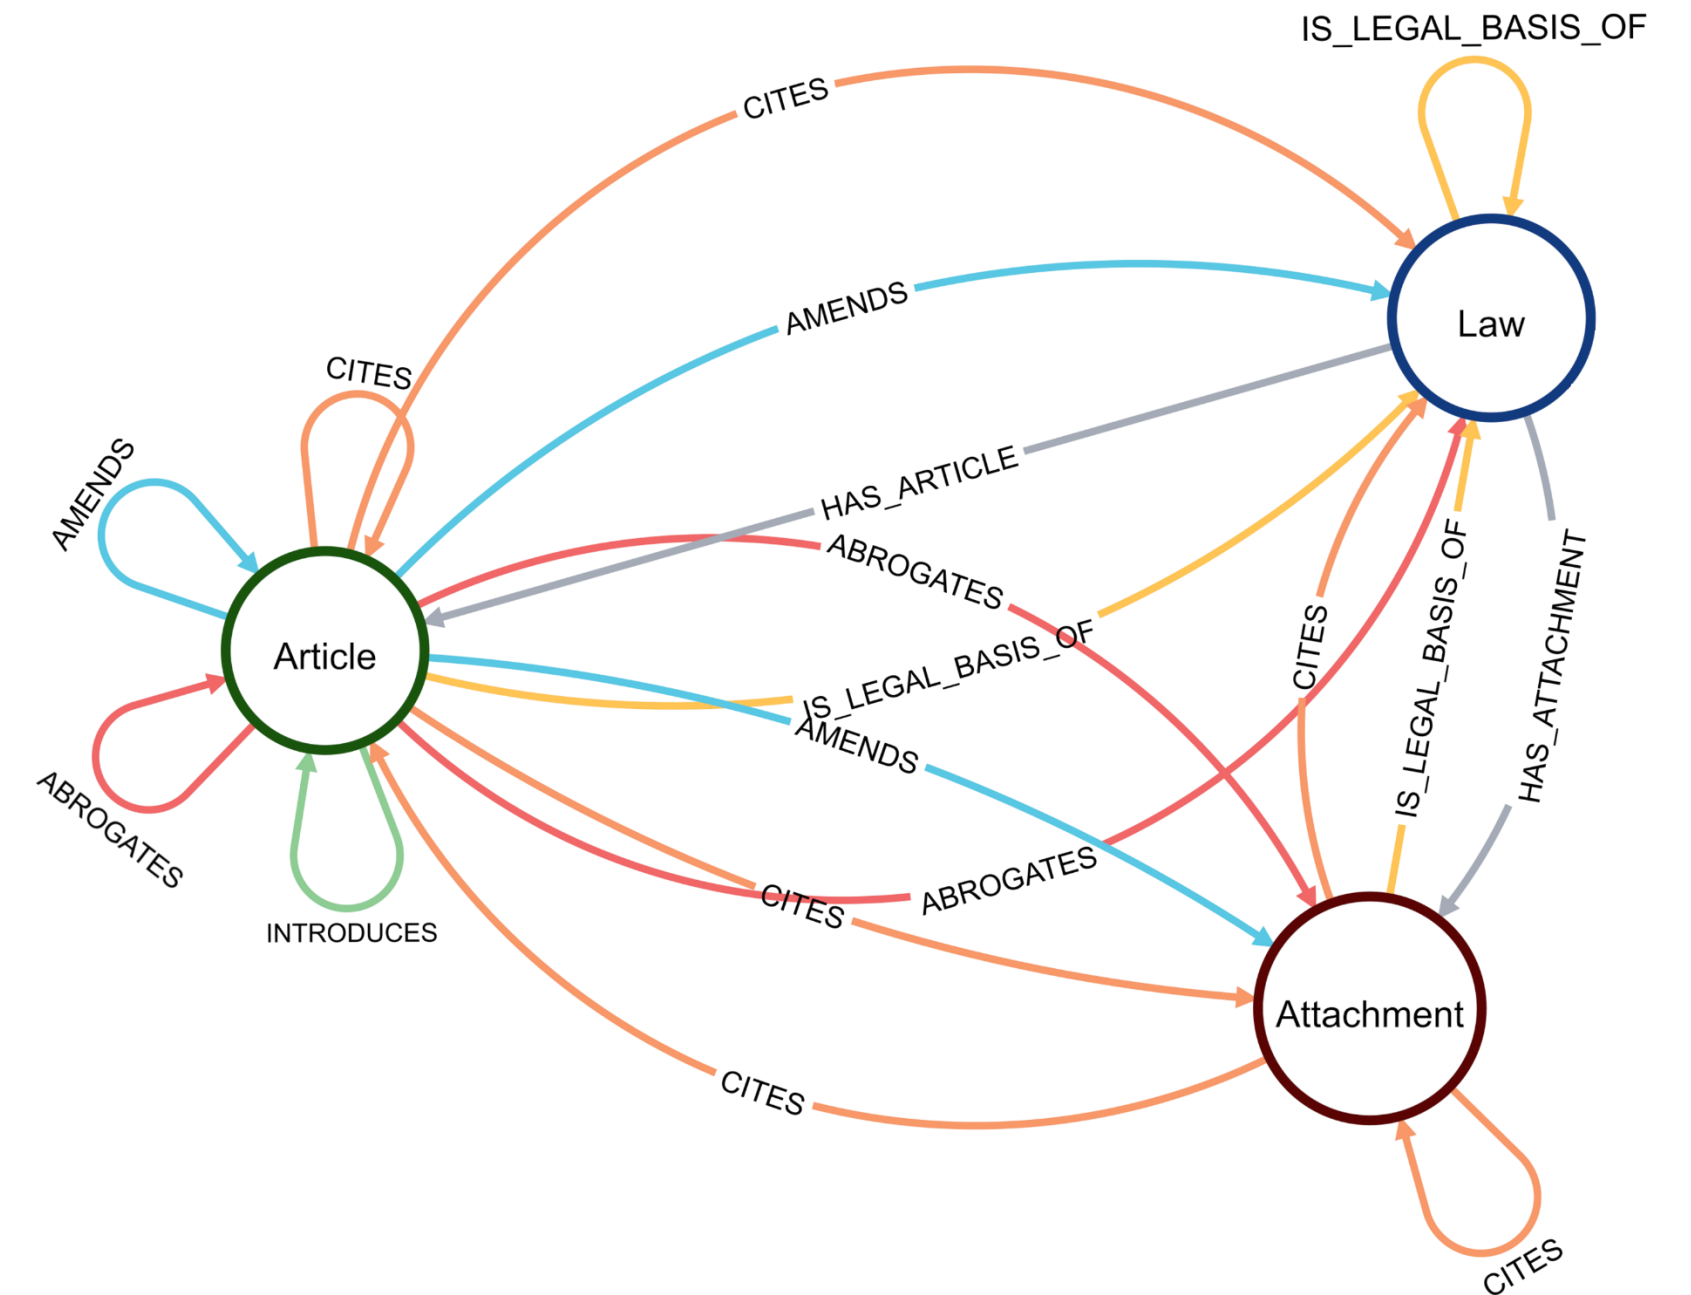 IS_LEGAL_BASIS_OF
CITES
AMENDS
Law
CITES
HAS_ARTICLE
AMENDS
ABROGATES
IS_LEGAL_BASIS_OF
HAS_ATTACHMENT
CITES
IS_LEGAL_BASIS_OF
Article
AMENDS
ABROGATES
ABROGATES
CITES
INTRODUCES
Attachment
CITES
CITES